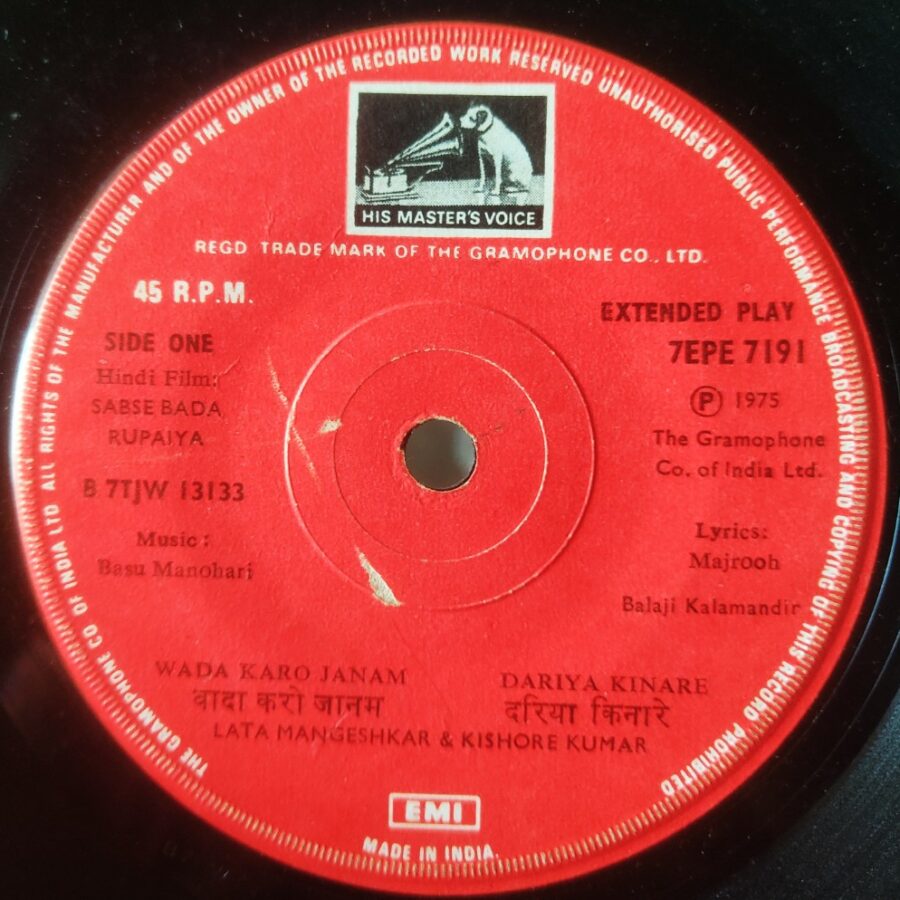 THE GRAMOPHONE CO OF INDIA LTD. ALL RIGHTS OF THE MANUFACTURER AND OF THE OWNER OF THE RECORDED WORK RESERVED UNAUTHORISED PUBLIC PERFORMANCE BROADCASTING AND COPYING OF THIS RECORD PROHIBITED
HIS MASTER'S VOICE
REGD TRADE MARK OF THE GRAMOPHONE CO., LTD.
45 R.P.M.
SIDE ONE
Hindi Film:
SABSE BADA
RUPAIYA
B 7TJW 13133
Music :
Basu Manohari
EXTENDED PLAY
7EPE 7191
Ⓟ 1975
The Gramophone
Co. of India Ltd.
Lyrics:
Majrooh
Balaji Kalamandir
WADA KARO JANAM
वादा करो जानम
DARIYA KINARE
दरिया किनारे
LATA MANGESHKAR & KISHORE KUMAR
EMI
MADE IN INDIA.